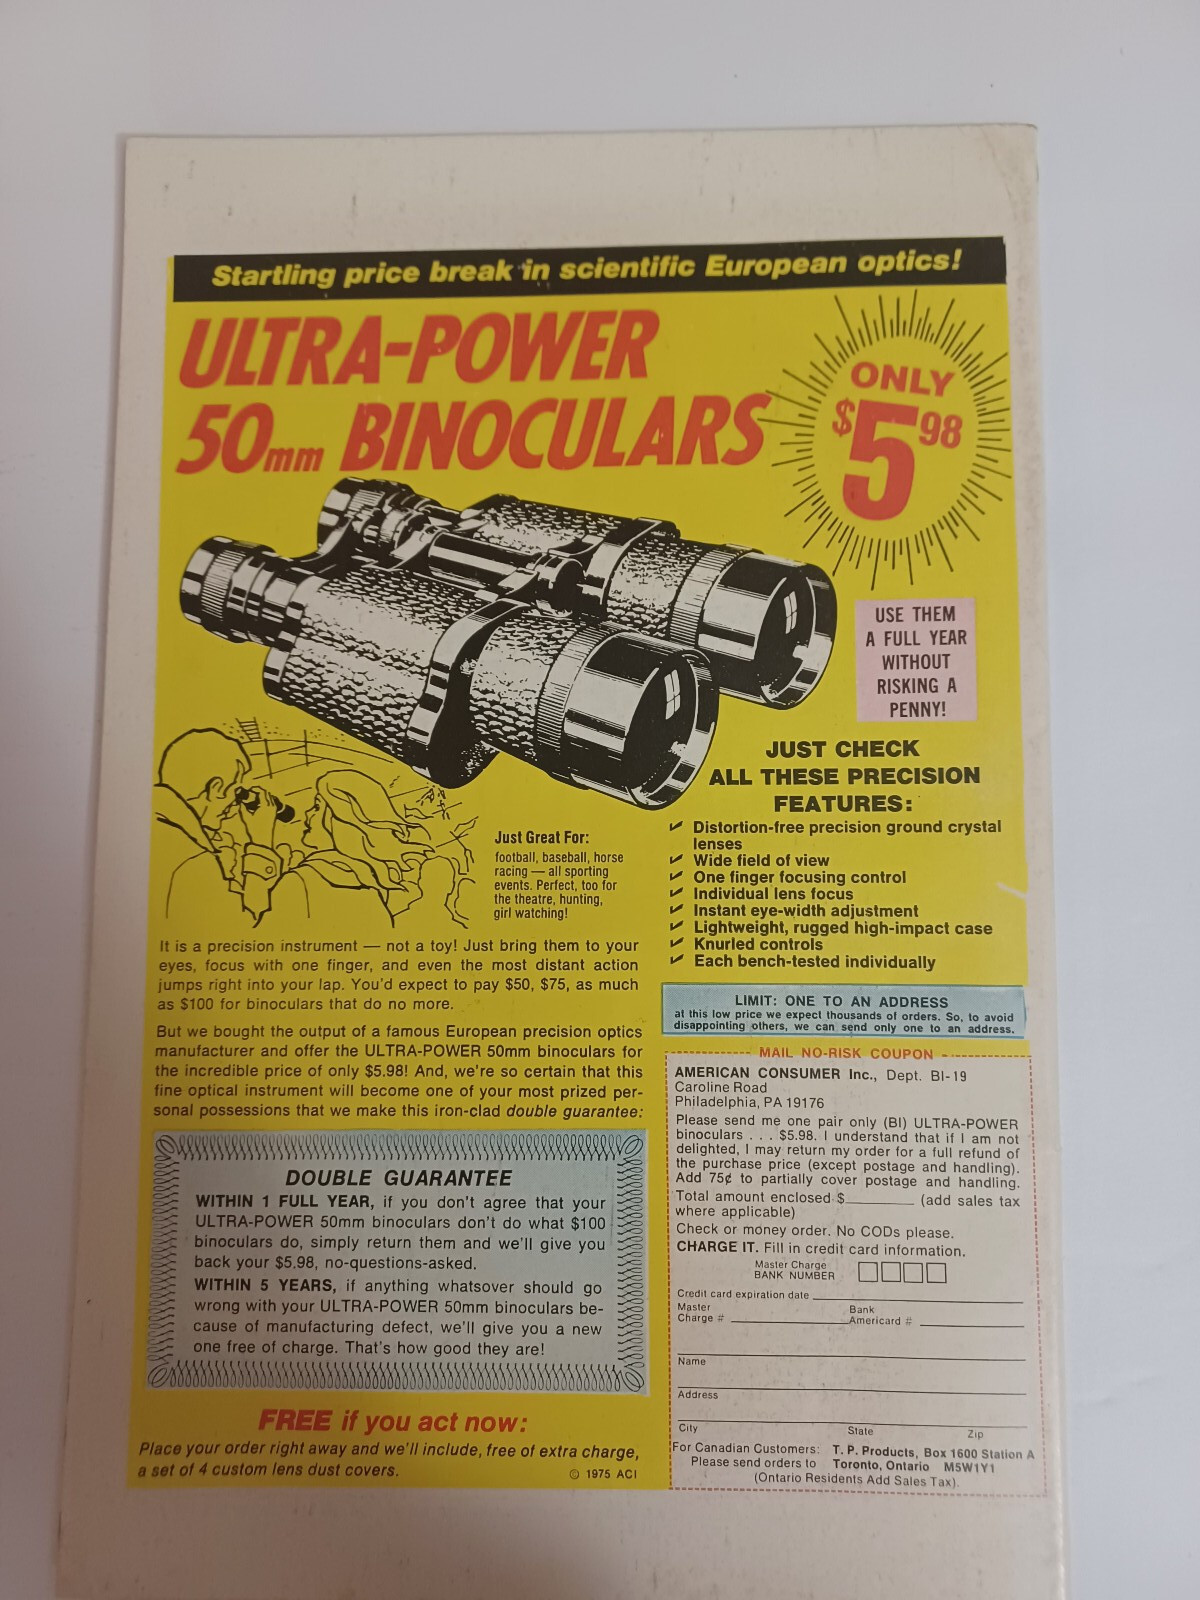 Startling price break in scientific European optics!
ULTRA-POWER
50mm BINOCULARS
ONLY
$5.98
USE THEM
A FULL YEAR
WITHOUT
RISKING A
PENNY!
JUST CHECK
ALL THESE PRECISION
FEATURES:
Distortion-free precision ground crystal
lenses
Wide field of view
One finger focusing control
Individual lens focus
Instant eye-width adjustment
Lightweight, rugged high-impact case
Knurled controls
Each bench-tested individually
Just Great For:
football, baseball, horse
racing — all sporting
events. Perfect, too for
the theatre, hunting,
girl watching!
It is a precision instrument — not a toy! Just bring them to your
eyes, focus with one finger, and even the most distant action
jumps right into your lap. You'd expect to pay $50, $75, as much
as $100 for binoculars that do no more.
But we bought the output of a famous European precision optics
manufacturer and offer the ULTRA-POWER 50mm binoculars for
the incredible price of only $5.98! And, we're so certain that this
fine optical instrument will become one of your most prized per-
sonal possessions that we make this iron-clad double guarantee:
DOUBLE GUARANTEE
WITHIN 1 FULL YEAR, if you don't agree that your
ULTRA-POWER 50mm binoculars don't do what $100
binoculars do, simply return them and we'll give you
back your $5.98, no-questions-asked.
WITHIN 5 YEARS, if anything whatsover should go
wrong with your ULTRA-POWER 50mm binoculars be-
cause of manufacturing defect, we'll give you a new
one free of charge. That's how good they are!
FREE if you act now:
Place your order right away and we'll include, free of extra charge,
a set of 4 custom lens dust covers.
© 1975 ACI
LIMIT: ONE TO AN ADDRESS
at this low price we expect thousands of orders. So, to avoid
disappointing others, we can send only one to an address.
MAIL NO-RISK COUPON
AMERICAN CONSUMER Inc., Dept. BI-19
Caroline Road
Philadelphia, PA 19176
Please send me one pair only (BI) ULTRA-POWER
binoculars . . . $5.98. I understand that if I am not
delighted, I may return my order for a full refund of
the purchase price (except postage and handling).
Add 75¢ to partially cover postage and handling.
Total amount enclosed $ (add sales tax
where applicable)
Check or money order. No CODs please.
CHARGE IT. Fill in credit card information.
Master Charge
BANK NUMBER
Credit card expiration date
Master
Charge #
Bank
Americard #
Name
Address
City State Zip
For Canadian Customers: T. P. Products, Box 1600 Station A
Please send orders to Toronto, Ontario M5W1Y1
(Ontario Residents Add Sales Tax).